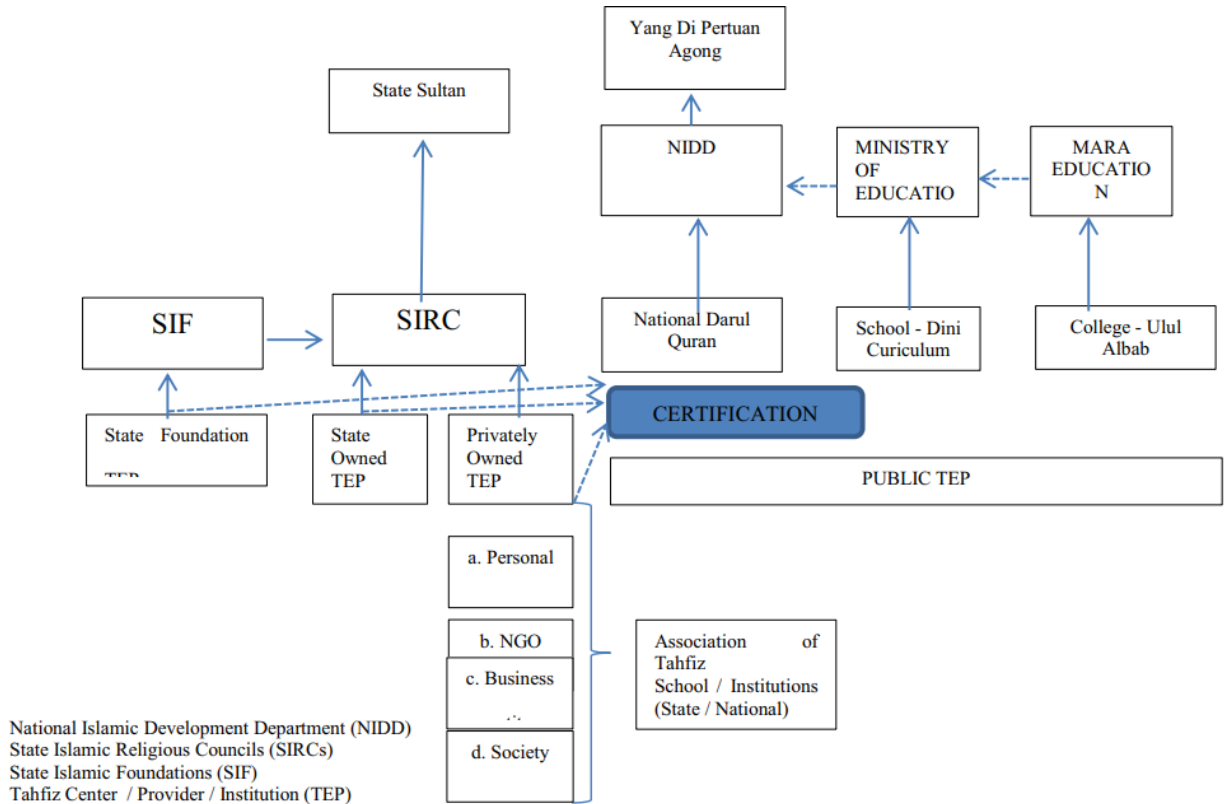 Yang Di Pertuan
Agong
State Sultan
NIDD
MINISTRY
OF
EDUCATIO
MARA
EDUCATIO
N
SIF
SIRC
National Darul
Quran
School - Dini
Curiculum
College - Ulul
Albab
CERTIFICATION
State Foundation
State
Owned
TEP
Privately
Owned
TEP
PUBLIC TEP
a. Personal
b. NGO
c. Business
d. Society
Association of
Tahfiz
School / Institutions
(State / National)
National Islamic Development Department (NIDD)
State Islamic Religious Councils (SIRCs)
State Islamic Foundations (SIF)
Tahfiz Center / Provider / Institution (TEP)